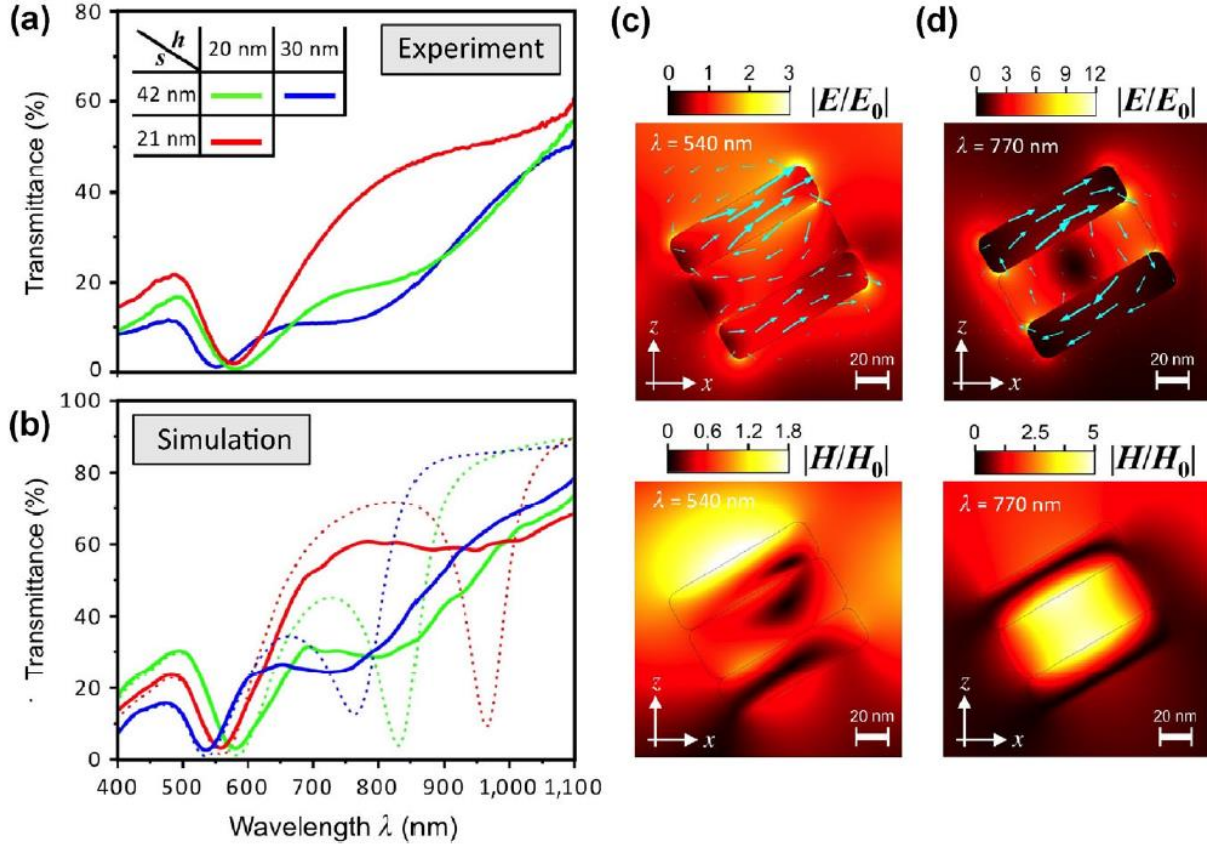 (a)
80
60
40
20
0
Transmittance (%)
h
s
20 nm
30 nm
42 nm
21 nm
Experiment
(b)
100
80
60
40
20
0
Transmittance (%)
Simulation
400 500 600 700 800 900 1,000 1,100
Wavelength λ (nm)
(c)
0 1 2 3
|E/E₀|
λ = 540 nm
z
x
20 nm
0 0.6 1.2 1.8
|H/H₀|
λ = 540 nm
z
x
20 nm
(d)
0 3 6 9 12
|E/E₀|
λ = 770 nm
z
x
20 nm
0 2.5 5
|H/H₀|
λ = 770 nm
z
x
20 nm